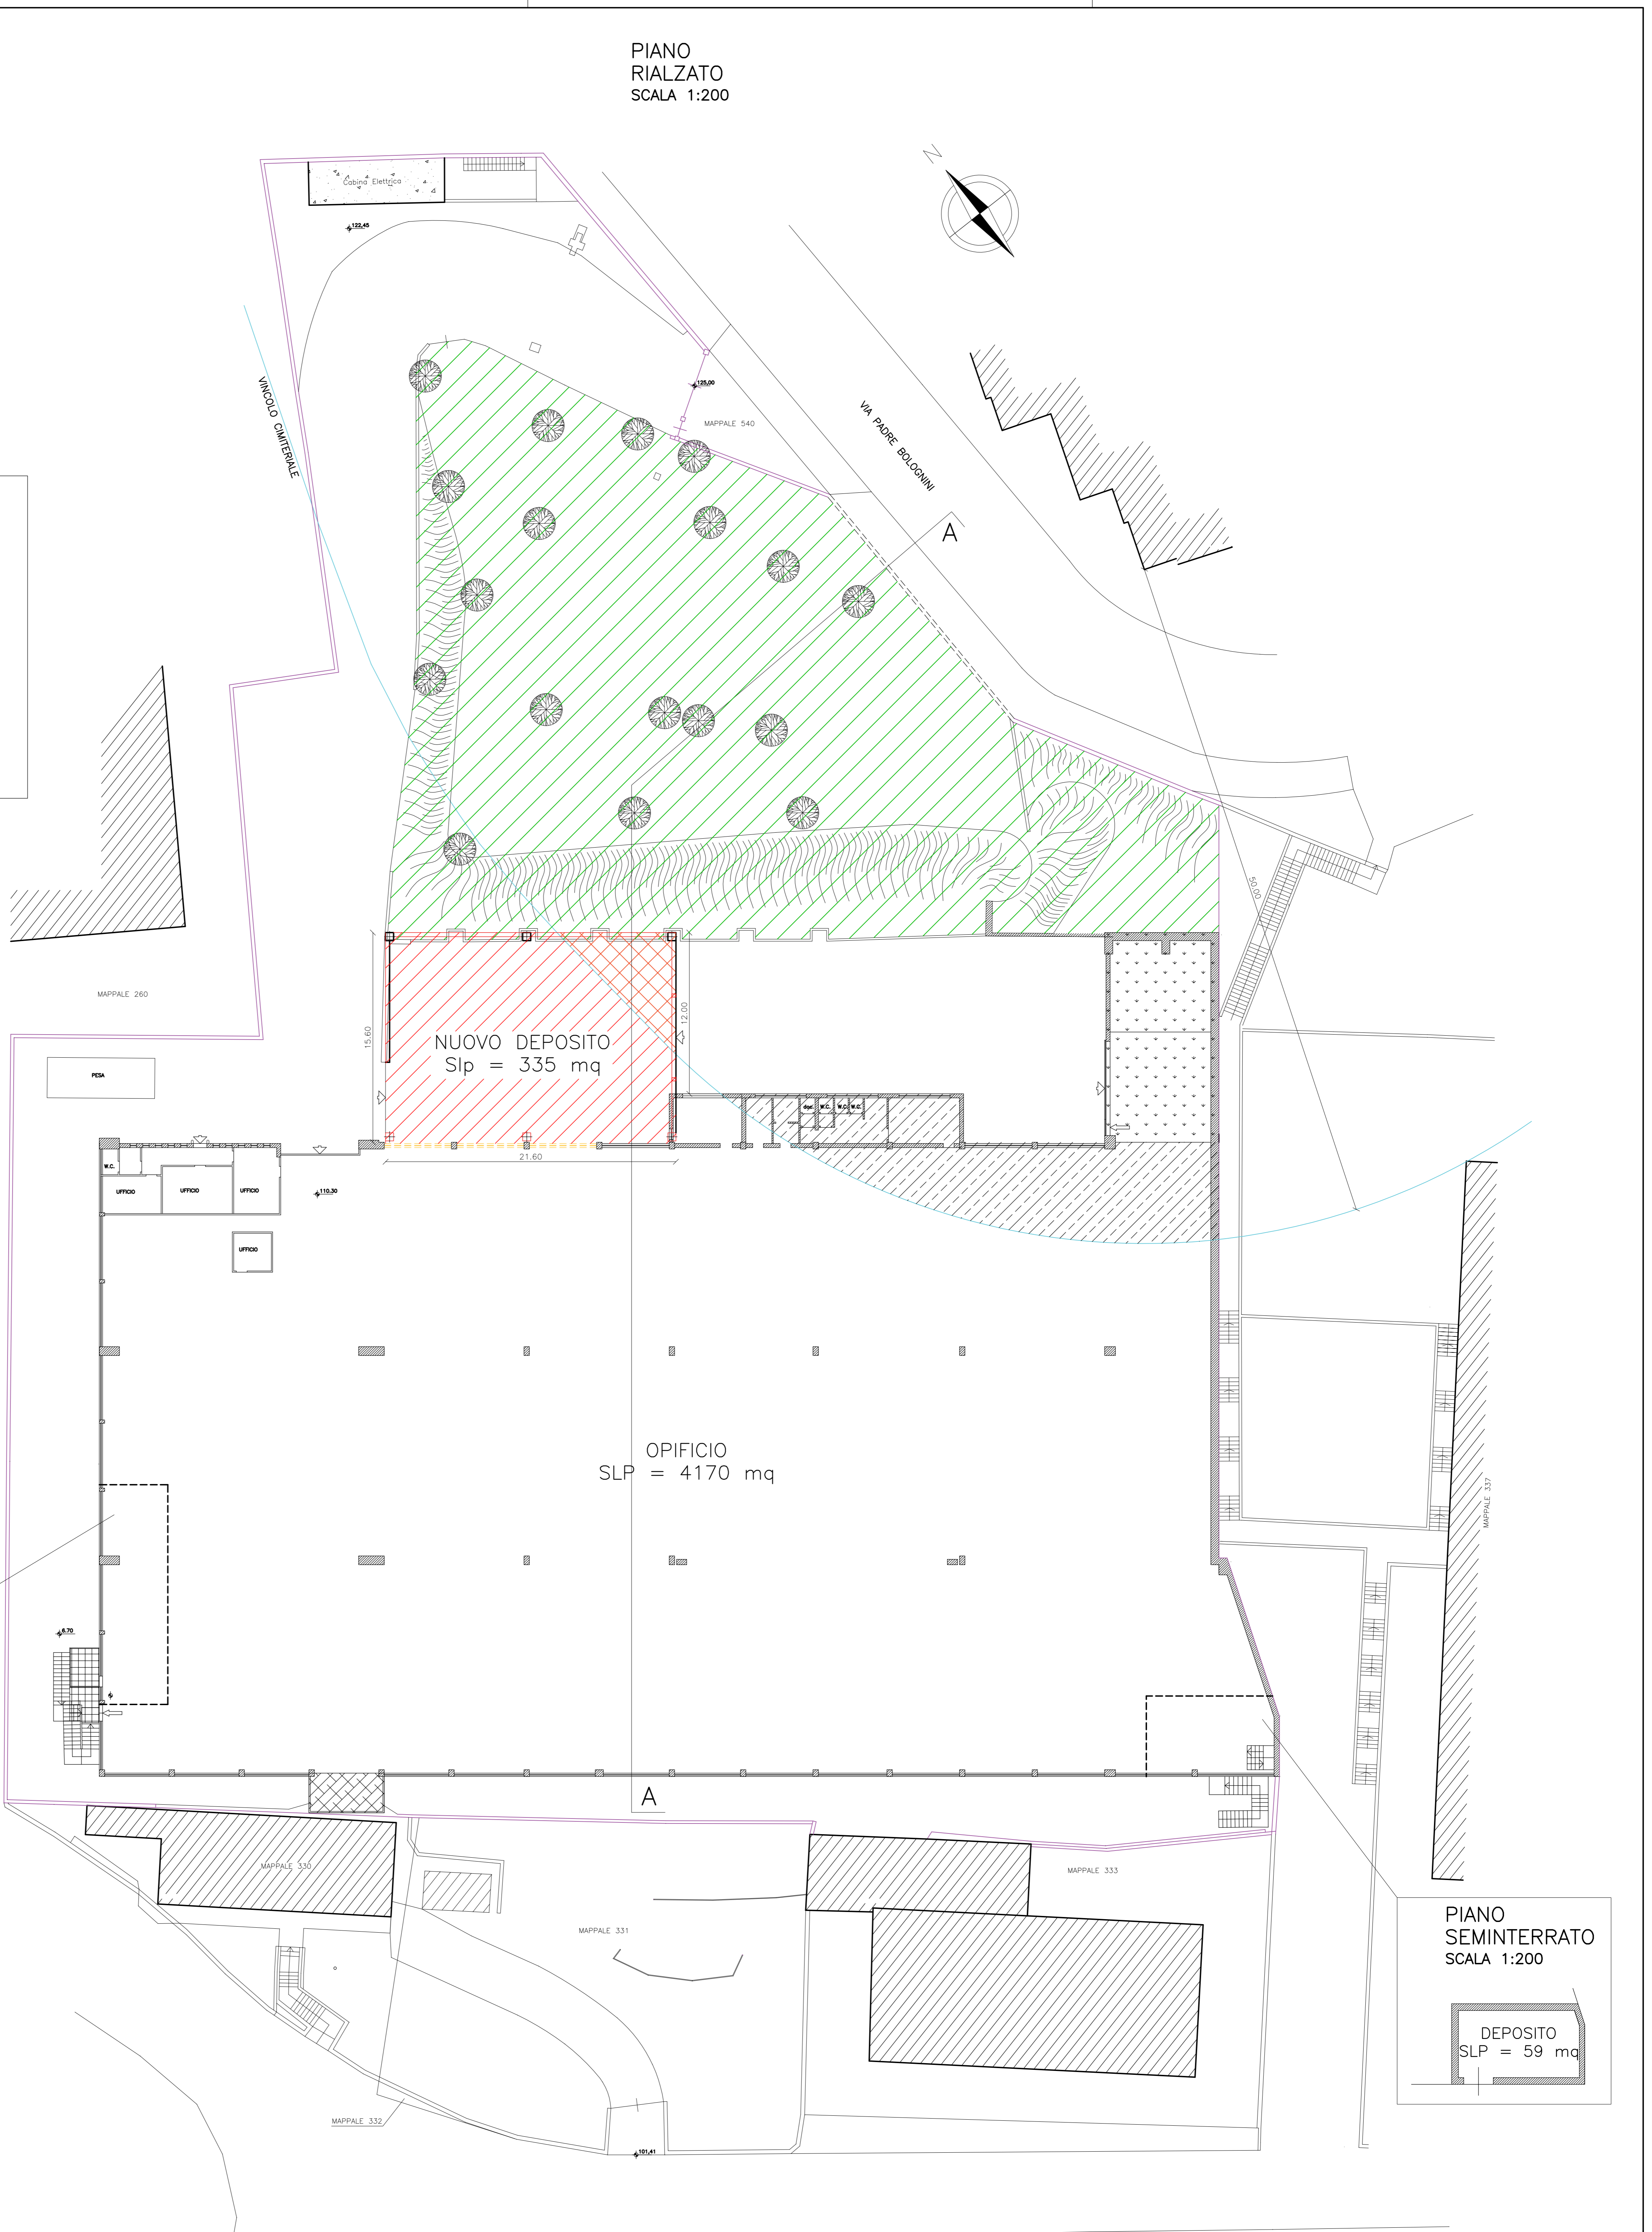 PIANO
RIALZATO
SCALA 1:200
N
Cabina Elettrica
122,45
VINCOLO CIMITERIALE
125,00
MAPPALE 540
VIA PADRE BOLOGNINI
A
50.00
MAPPALE 260
15.60
12.00
NUOVO DEPOSITO
Slp = 335 mq
PESA
W.C.
W.C.
W.C.
21.60
W.C.
UFFICIO
UFFICIO
UFFICIO
110.30
UFFICIO
OPIFICIO
SLP = 4170 mq
MAPPALE 337
6.70
A
MAPPALE 330
MAPPALE 333
MAPPALE 331
PIANO
SEMINTERRATO
SCALA 1:200
DEPOSITO
SLP = 59 mq
MAPPALE 332
101,41